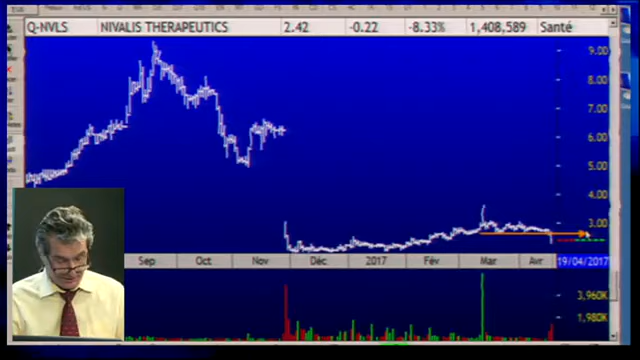 Q-NVLS NIVALIS THERAPEUTICS 2.42 -0.22 -8.33% 1,408,589 Santé
9.00
8.00
7.00
6.00
5.00
4.00
3.00
Sep Oct Nov Déc 2017 Fév Mar Avr 19/04/2017
3,960K
1,980K